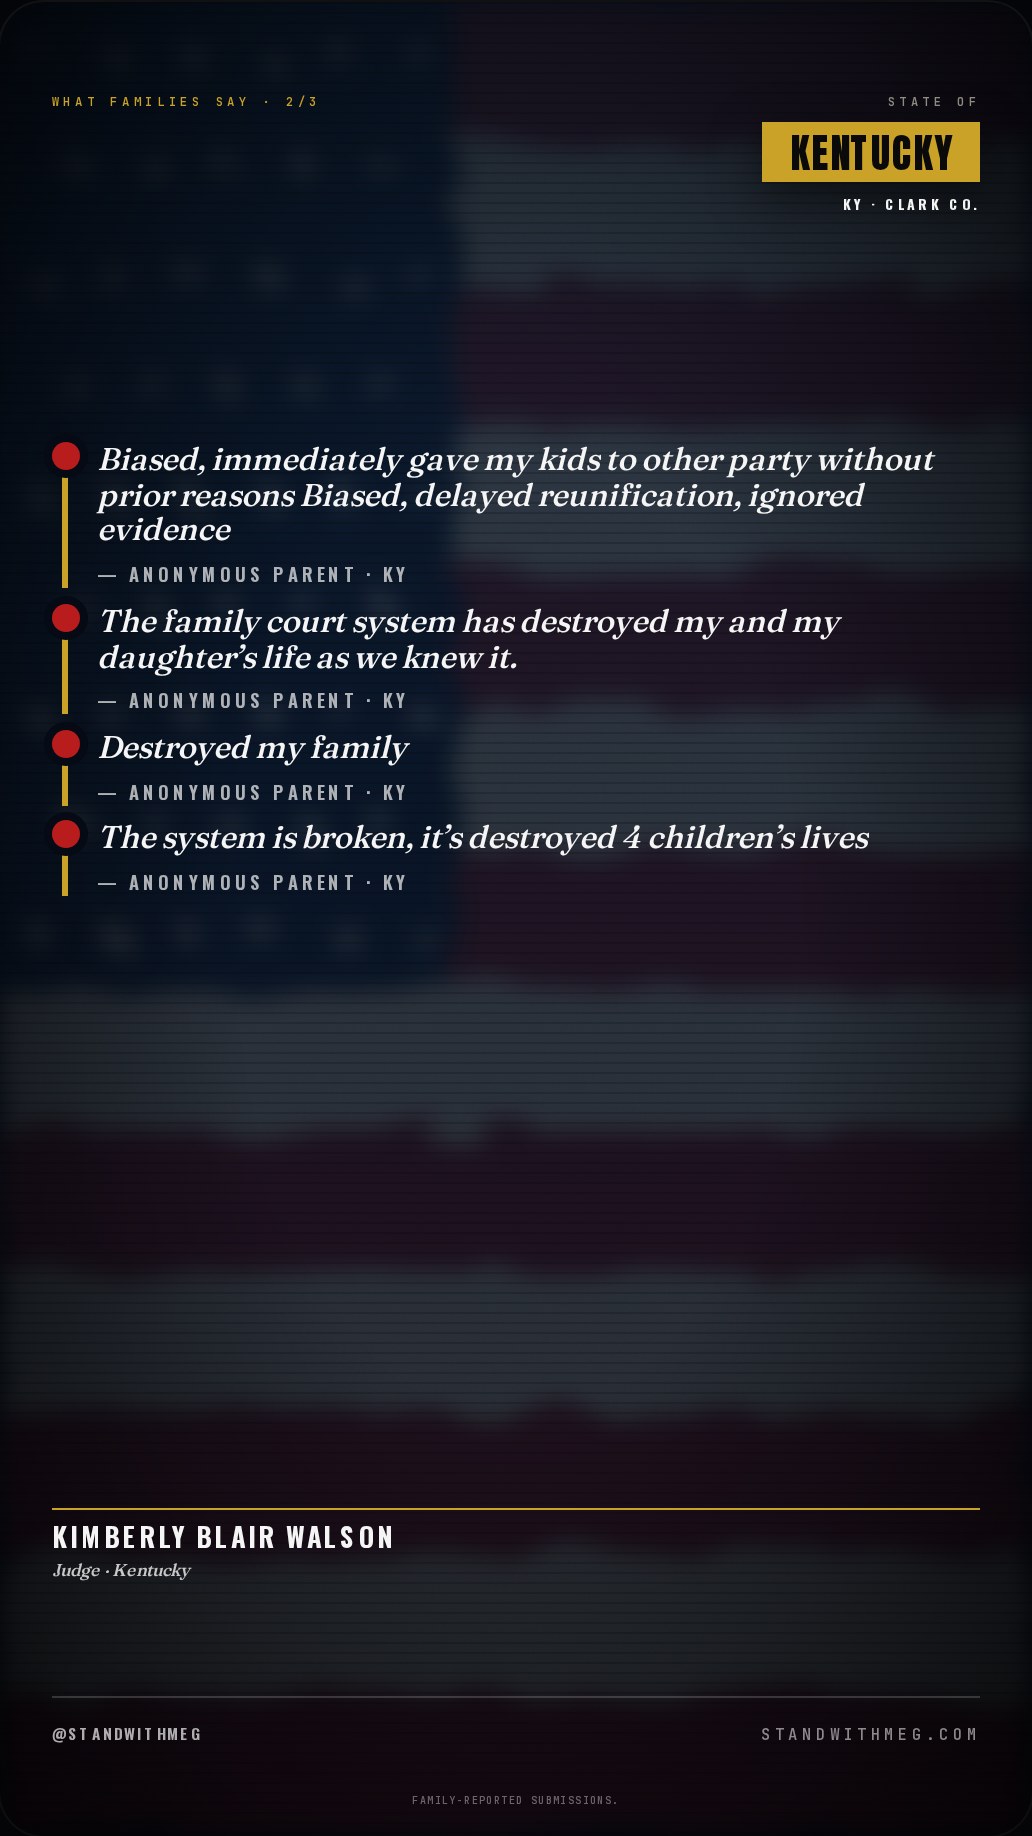 WHAT FAMILIES SAY · 2/3
STATE OF
KENTUCKY
KY · CLARK CO.
Biased, immediately gave my kids to other party without
prior reasons Biased, delayed reunification, ignored
evidence
— ANONYMOUS PARENT · KY
The family court system has destroyed my and my
daughter’s life as we knew it.
— ANONYMOUS PARENT · KY
Destroyed my family
— ANONYMOUS PARENT · KY
The system is broken, it’s destroyed 4 children’s lives
— ANONYMOUS PARENT · KY
KIMBERLY BLAIR WALSON
Judge · Kentucky
@STANDWITHMEG
STANDWITHMEG.COM
FAMILY-REPORTED SUBMISSIONS.